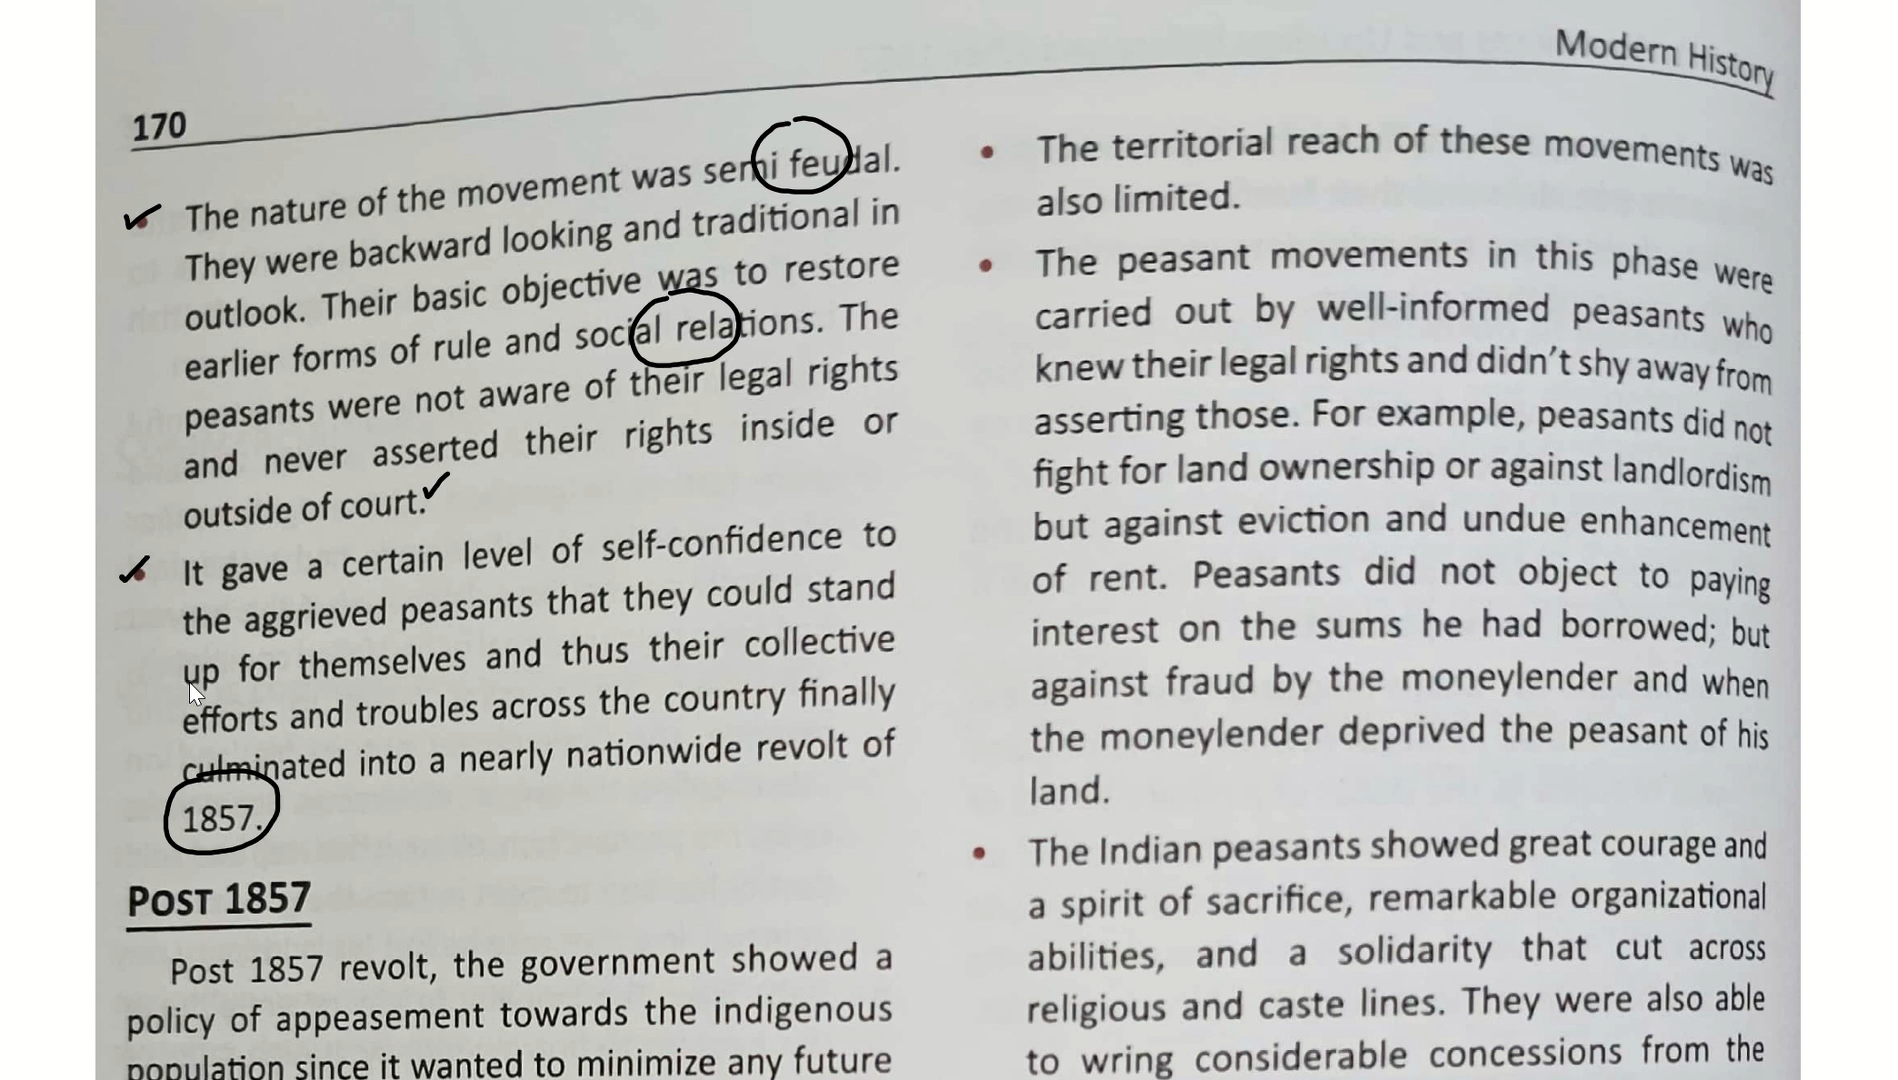 Modern History
170
The nature of the movement was semi feudal.
They were backward looking and traditional in
outlook. Their basic objective was to restore
earlier forms of rule and social relations. The
peasants were not aware of their legal rights
and never asserted their rights inside or
outside of court.
It gave a certain level of self-confidence to
the aggrieved peasants that they could stand
up for themselves and thus their collective
efforts and troubles across the country finally
culminated into a nearly nationwide revolt of
1857.
POST 1857
Post 1857 revolt, the government showed a
policy of appeasement towards the indigenous
population since it wanted to minimize any future
• The territorial reach of these movements was
also limited.
• The peasant movements in this phase were
carried out by well-informed peasants who
knew their legal rights and didn't shy away from
asserting those. For example, peasants did not
fight for land ownership or against landlordism
but against eviction and undue enhancement
of rent. Peasants did not object to paying
interest on the sums he had borrowed; but
against fraud by the moneylender and when
the moneylender deprived the peasant of his
land.
• The Indian peasants showed great courage and
a spirit of sacrifice, remarkable organizational
abilities, and a solidarity that cut across
religious and caste lines. They were also able
to wring considerable concessions from the